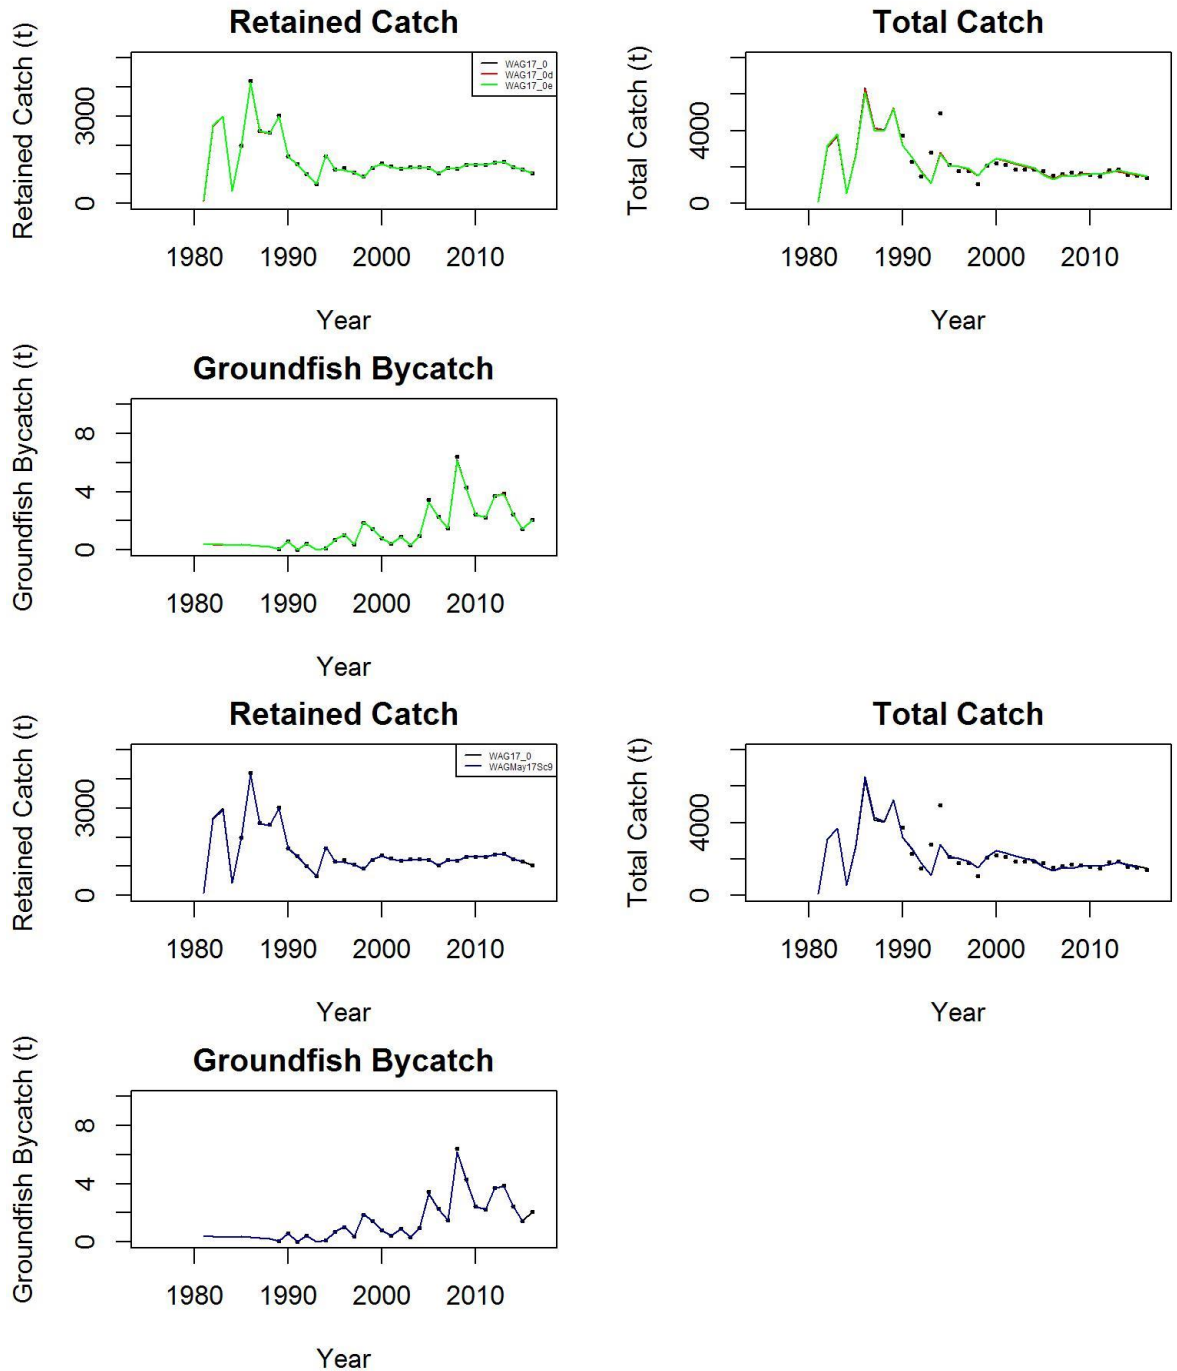 Retained Catch
Retained Catch (t)
3000
0
WAG17_0
WAG17_0d
WAG17_0e
1980 1990 2000 2010
Year
Total Catch
Total Catch (t)
4000
0
1980 1990 2000 2010
Year
Groundfish Bycatch
Groundfish Bycatch (t)
8
4
0
1980 1990 2000 2010
Year
Retained Catch
Retained Catch (t)
3000
0
WAG17_0
WAGMay17Sc9
1980 1990 2000 2010
Year
Total Catch
Total Catch (t)
4000
0
1980 1990 2000 2010
Year
Groundfish Bycatch
Groundfish Bycatch (t)
8
4
0
1980 1990 2000 2010
Year